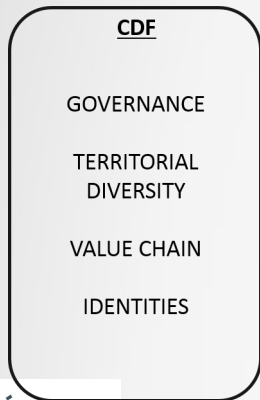 CDF
GOVERNANCE
TERRITORIAL
DIVERSITY
VALUE CHAIN
IDENTITIES